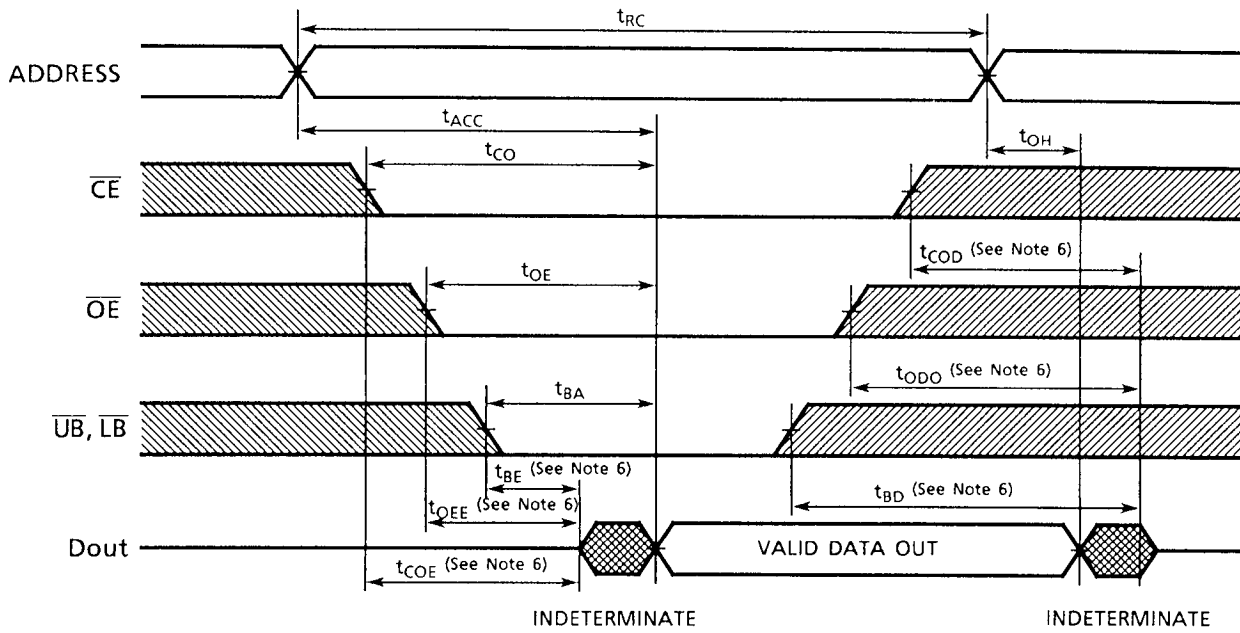 tRC
ADDRESS
tACC
tCO
tOH
CE
tCOD (See Note 6)
tOE
OE
tODO (See Note 6)
tBA
UB, LB
tBE (See Note 6)
tBD (See Note 6)
tOEE (See Note 6)
Dout
VALID DATA OUT
tCOE (See Note 6)
INDETERMINATE
INDETERMINATE